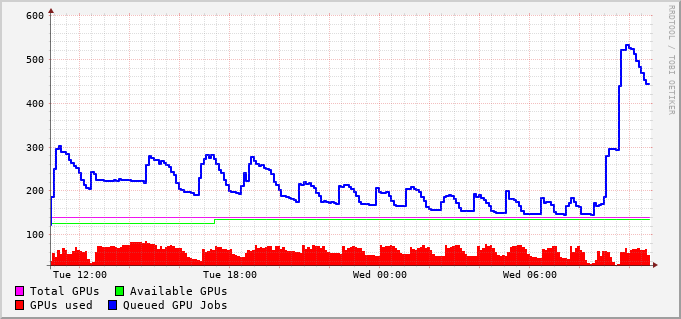 600
500
400
300
200
100
Tue 12:00 Tue 18:00 Wed 00:00 Wed 06:00
Total GPUs Available GPUs
GPUs used Queued GPU Jobs
RRDTOOL / TOBI OETIKER